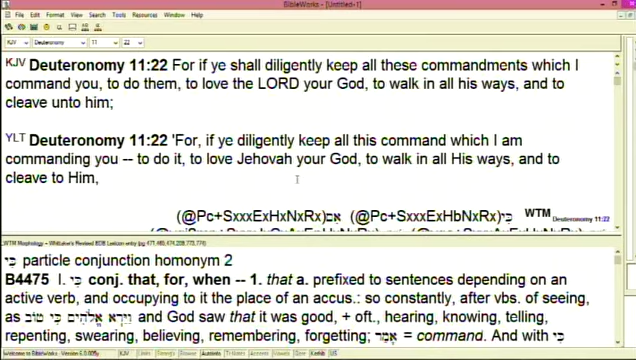 BibleWorks - [Untitled-1]
File Edit Format View Search Tools Resources Window Help
KJV Deuteronomy 11 22
KJV Deuteronomy 11:22 For if ye shall diligently keep all these commandments which I
command you, to do them, to love the LORD your God, to walk in all his ways, and to
cleave unto him;
YLT Deuteronomy 11:22 'For, if ye diligently keep all this command which I am
commanding you -- to do it, to love Jehovah your God, to walk in all His ways, and to
cleave to Him,
WTM Deuteronomy 11:22 כִּי(@Pc+SxxxExHbNxRx) אִם(@Pc+SxxxExHxNxRx)
כִּי particle conjunction homonym 2
B4475 I. כִּי conj. that, for, when -- 1. that a. prefixed to sentences depending on an
active verb, and occupying to it the place of an accus.: so constantly, after vbs. of seeing,
as וַיַּרְא אֱלֹהִים כִּי טוֹב and God saw that it was good, + oft., hearing, knowing, telling,
repenting, swearing, believing, remembering, forgetting; אָמַר = command. And with כִּי